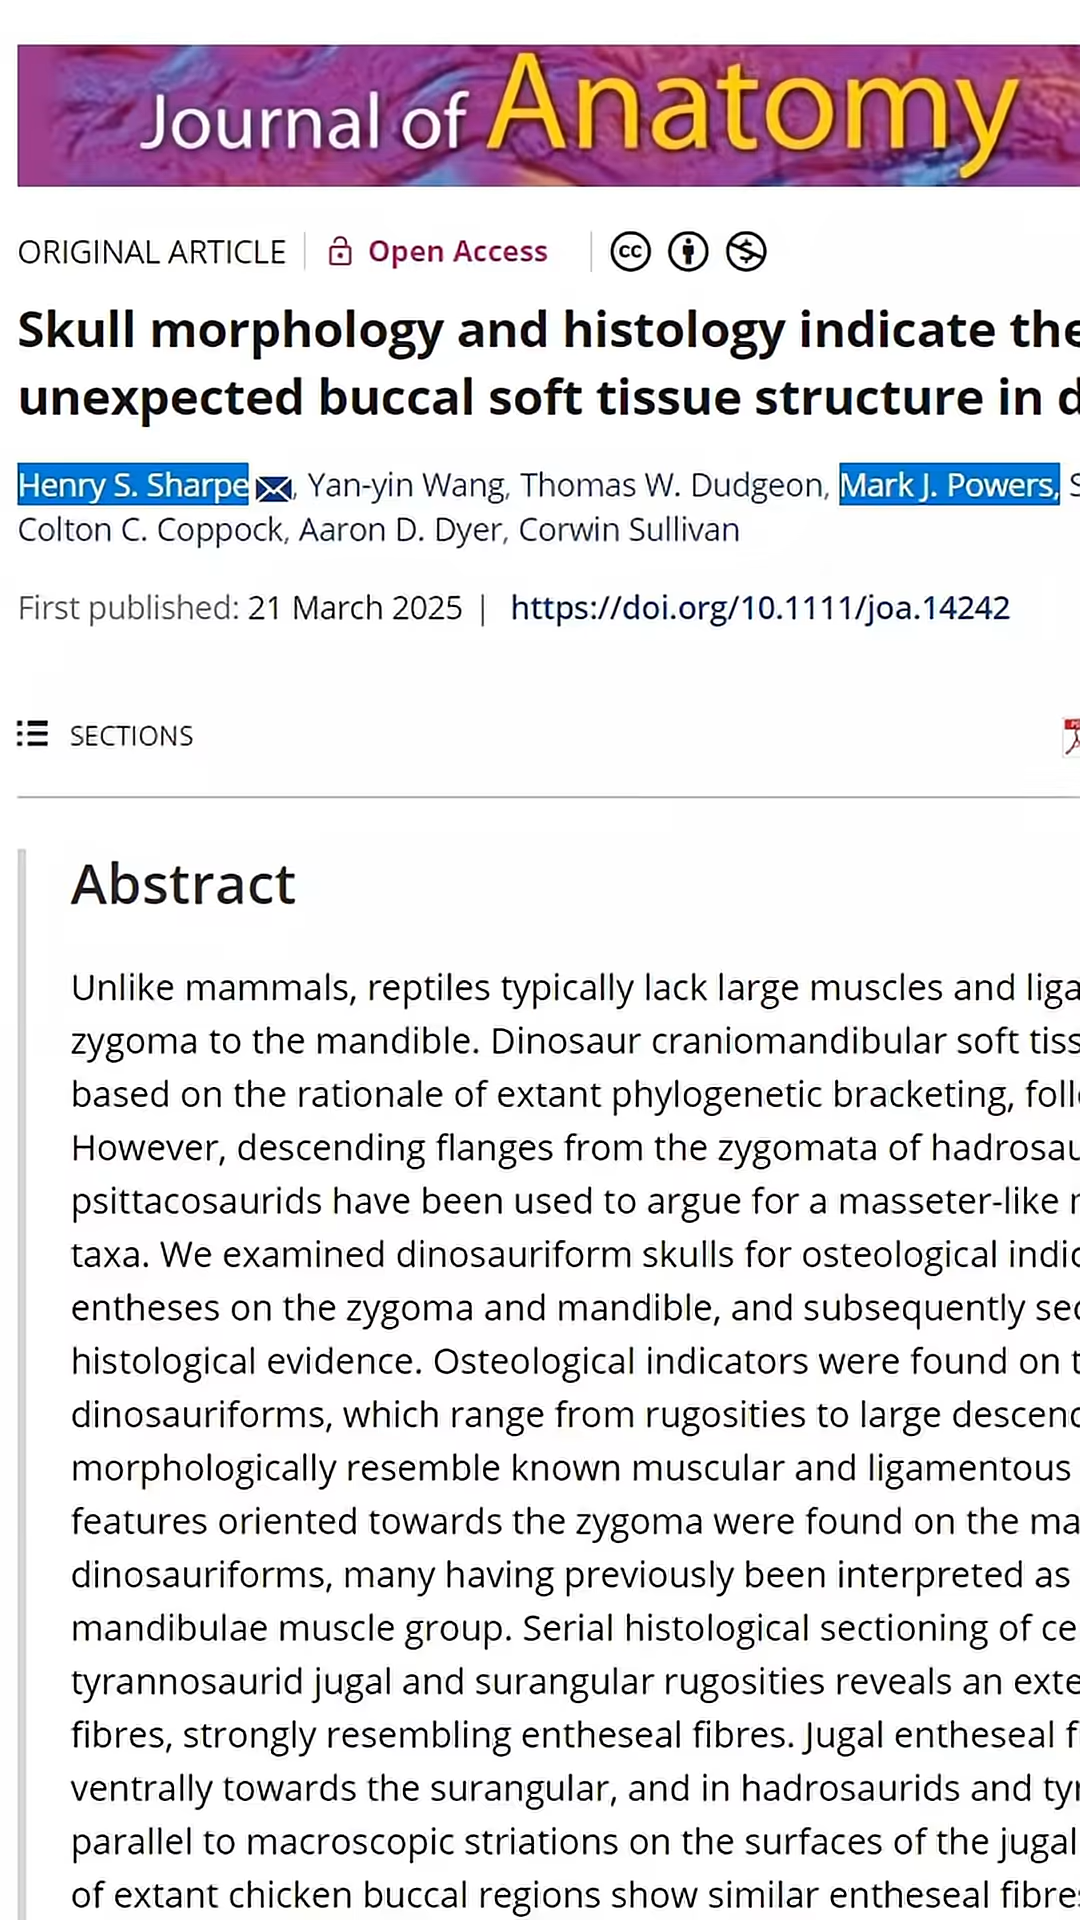 Journal of Anatomy
ORIGINAL ARTICLE Open Access cc
Skull morphology and histology indicate the
unexpected buccal soft tissue structure in d
Henry S. Sharpe, Yan-yin Wang, Thomas W. Dudgeon, Mark J. Powers, S
Colton C. Coppock, Aaron D. Dyer, Corwin Sullivan
First published: 21 March 2025 | https://doi.org/10.1111/joa.14242
SECTIONS
Abstract
Unlike mammals, reptiles typically lack large muscles and liga
zygoma to the mandible. Dinosaur craniomandibular soft tiss
based on the rationale of extant phylogenetic bracketing, foll
However, descending flanges from the zygomata of hadrosau
psittacosaurids have been used to argue for a masseter-like
taxa. We examined dinosauriform skulls for osteological indic
entheses on the zygoma and mandible, and subsequently sec
histological evidence. Osteological indicators were found on t
dinosauriforms, which range from rugosities to large descend
morphologically resemble known muscular and ligamentous
features oriented towards the zygoma were found on the ma
dinosauriforms, many having previously been interpreted as
mandibulae muscle group. Serial histological sectioning of ce
tyrannosaurid jugal and surangular rugosities reveals an exte
fibres, strongly resembling entheseal fibres. Jugal entheseal f
ventrally towards the surangular, and in hadrosaurids and tyr
parallel to macroscopic striations on the surfaces of the jugal
of extant chicken buccal regions show similar entheseal fibre